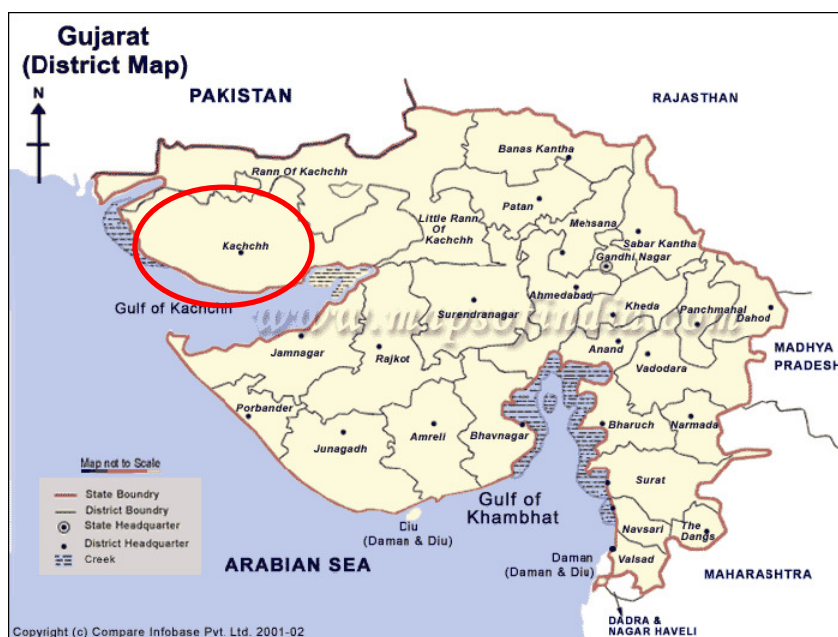 Gujarat
(District Map)
N
PAKISTAN
RAJASTHAN
Banas Kantha
Rann Of Kachchh
Patan
Mehsana
Little Rann
Of
Kachchh
Sabar Kantha
Kachchh
Gandhi Nagar
Ahmedabad
Gulf of Kachchh
Kheda
Panchmahal
Dahod
Surendranagar
www.mapsofindia.com
Jamnagar
Rajkot
Anand
Vadodara
MADHYA
PRADESH
Porbander
Junagadh
Amreli
Bhavnagar
Bharuch
Narmada
Map not to Scale
State Boundry
District Boundry
State Headquarter
District Headquarter
Creek
Surat
Gulf of
Khambhat
Diu
(Daman & Diu)
Navsari
The
Dangs
ARABIAN SEA
Daman
(Daman & Diu)
Valsad
MAHARASHTRA
DADRA &
NAGAR HAVELI
Copyright (c) Compare Infobase Pvt. Ltd. 2001-02